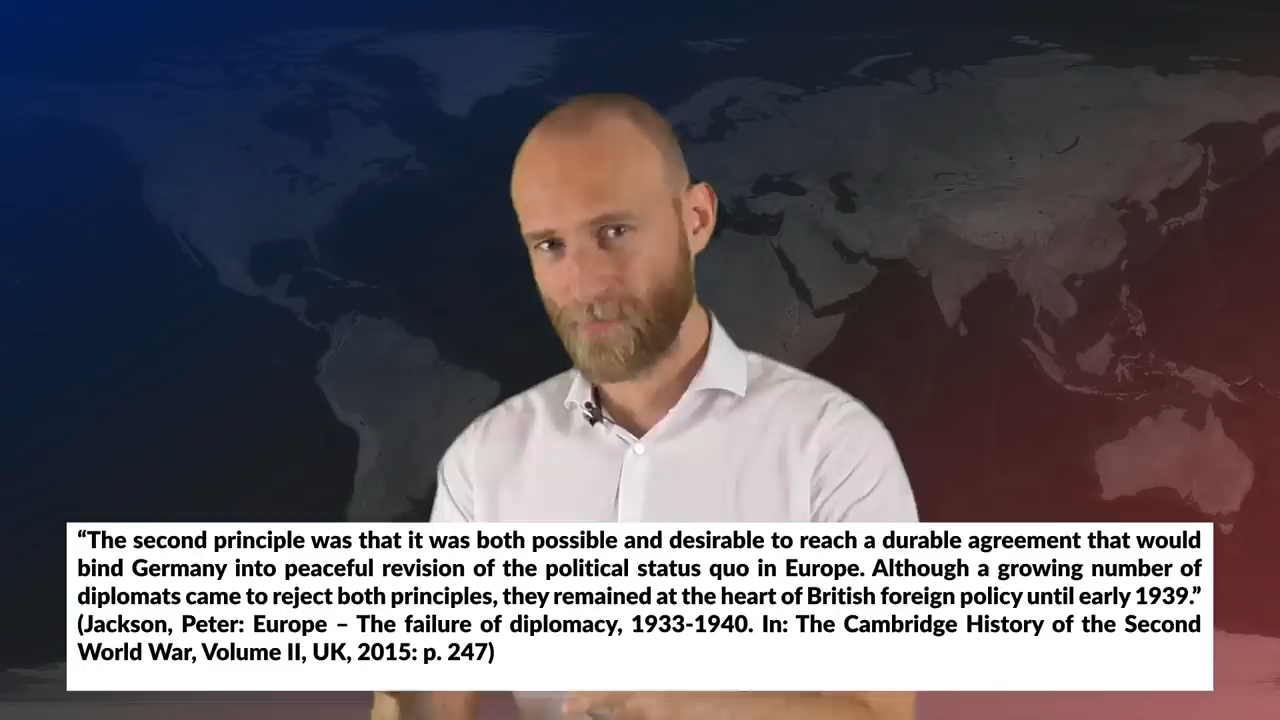 “The second principle was that it was both possible and desirable to reach a durable agreement that would
bind Germany into peaceful revision of the political status quo in Europe. Although a growing number of
diplomats came to reject both principles, they remained at the heart of British foreign policy until early 1939.”
(Jackson, Peter: Europe – The failure of diplomacy, 1933-1940. In: The Cambridge History of the Second
World War, Volume II, UK, 2015: p. 247)